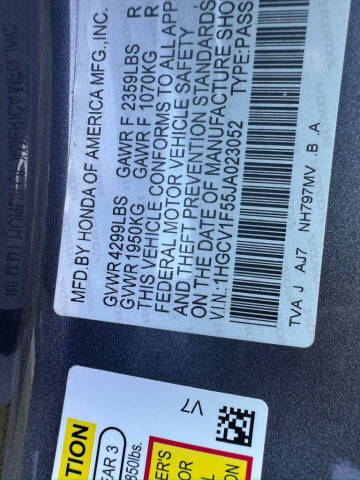 MFD.BY HONDA OF AMERICA MFG.,INC.
GVWR 4299LBS GAWR F 2359LBS R
GVWR 1950KG GAWR F 1070KG R
THIS VEHICLE CONFORMS TO ALL APP
FEDERAL MOTOR VEHICLE SAFETY
AND THEFT PREVENTION STANDARDS
ON THE DATE OF MANUFACTURE SHO
V.I.N.:1HGCV1F55JA023052 TYPE:PASS
TVA J AJ7 NH797MV .B .A
V7
TION
EAR 3
850lbs.
ER'S
OR
L